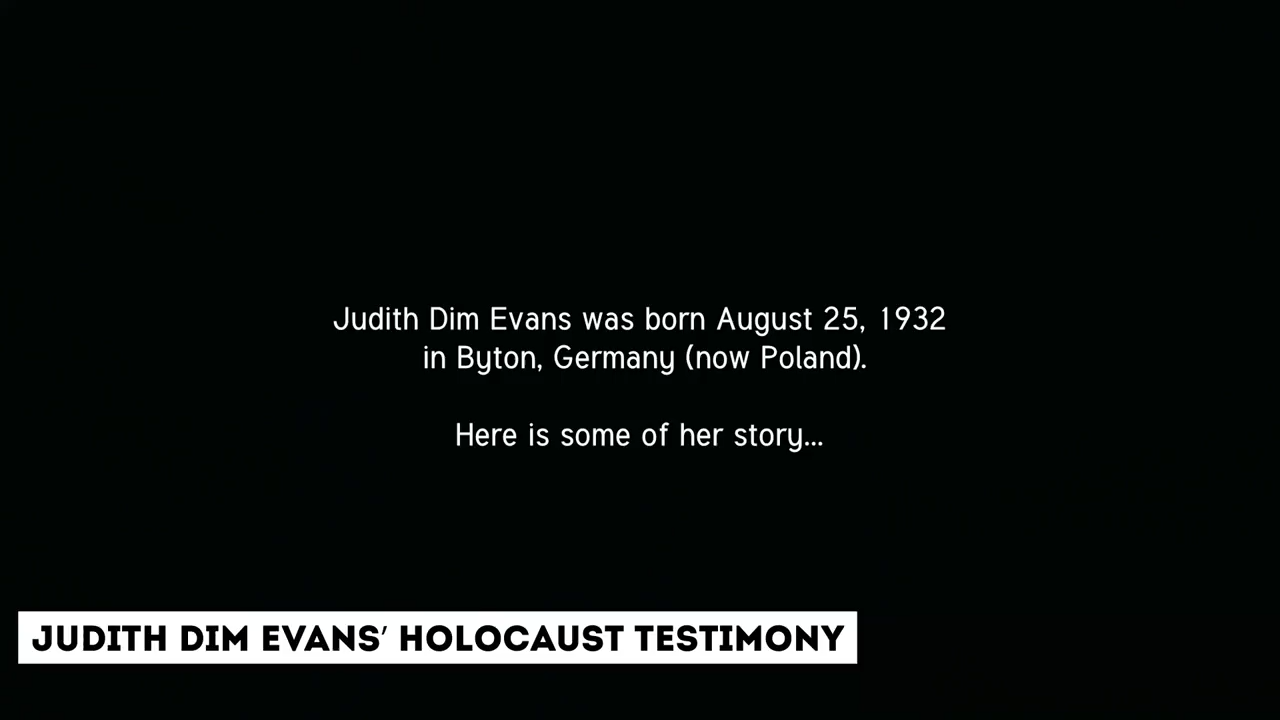 Judith Dim Evans was born August 25, 1932
in Byton, Germany (now Poland).
Here is some of her story...
JUDITH DIM EVANS' HOLOCAUST TESTIMONY